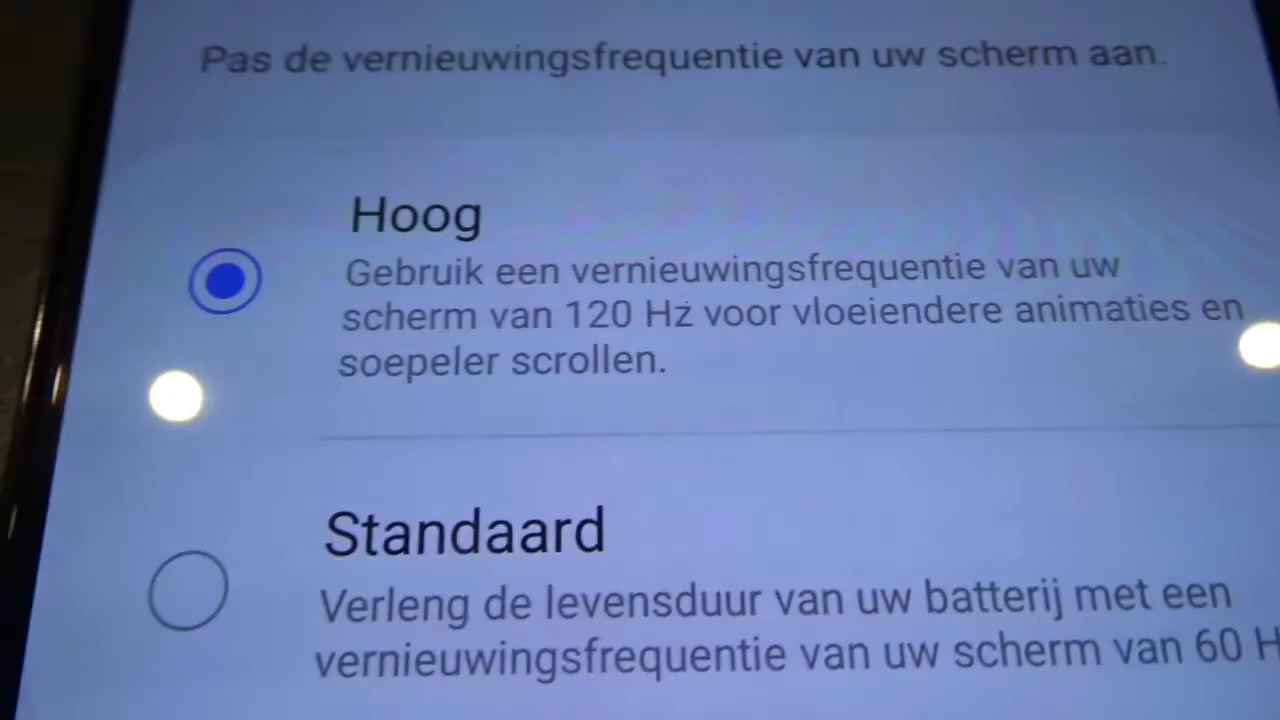 Pas de vernieuwingsfrequentie van uw scherm aan.
Hoog
Gebruik een vernieuwingsfrequentie van uw
scherm van 120 Hz voor vloeiendere animaties en
soepeler scrollen.
Standaard
Verleng de levensduur van uw batterij met een
vernieuwingsfrequentie van uw scherm van 60 H